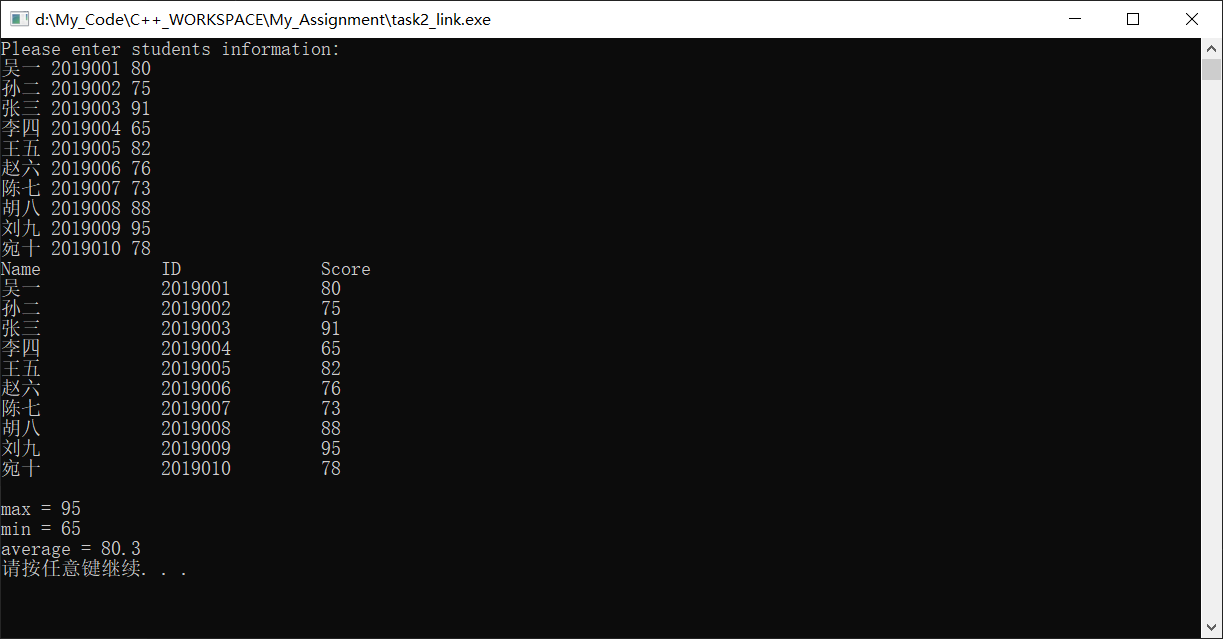 d:\My_Code\C++_WORKSPACE\My_Assignment\task2_link.exe
Please enter students information:
吴一 2019001 80
孙二 2019002 75
张三 2019003 91
李四 2019004 65
王五 2019005 82
赵六 2019006 76
陈七 2019007 73
胡八 2019008 88
刘九 2019009 95
宛十 2019010 78
Name ID Score
吴一 2019001 80
孙二 2019002 75
张三 2019003 91
李四 2019004 65
王五 2019005 82
赵六 2019006 76
陈七 2019007 73
胡八 2019008 88
刘九 2019009 95
宛十 2019010 78
max = 95
min = 65
average = 80.3
请按任意键继续. . .